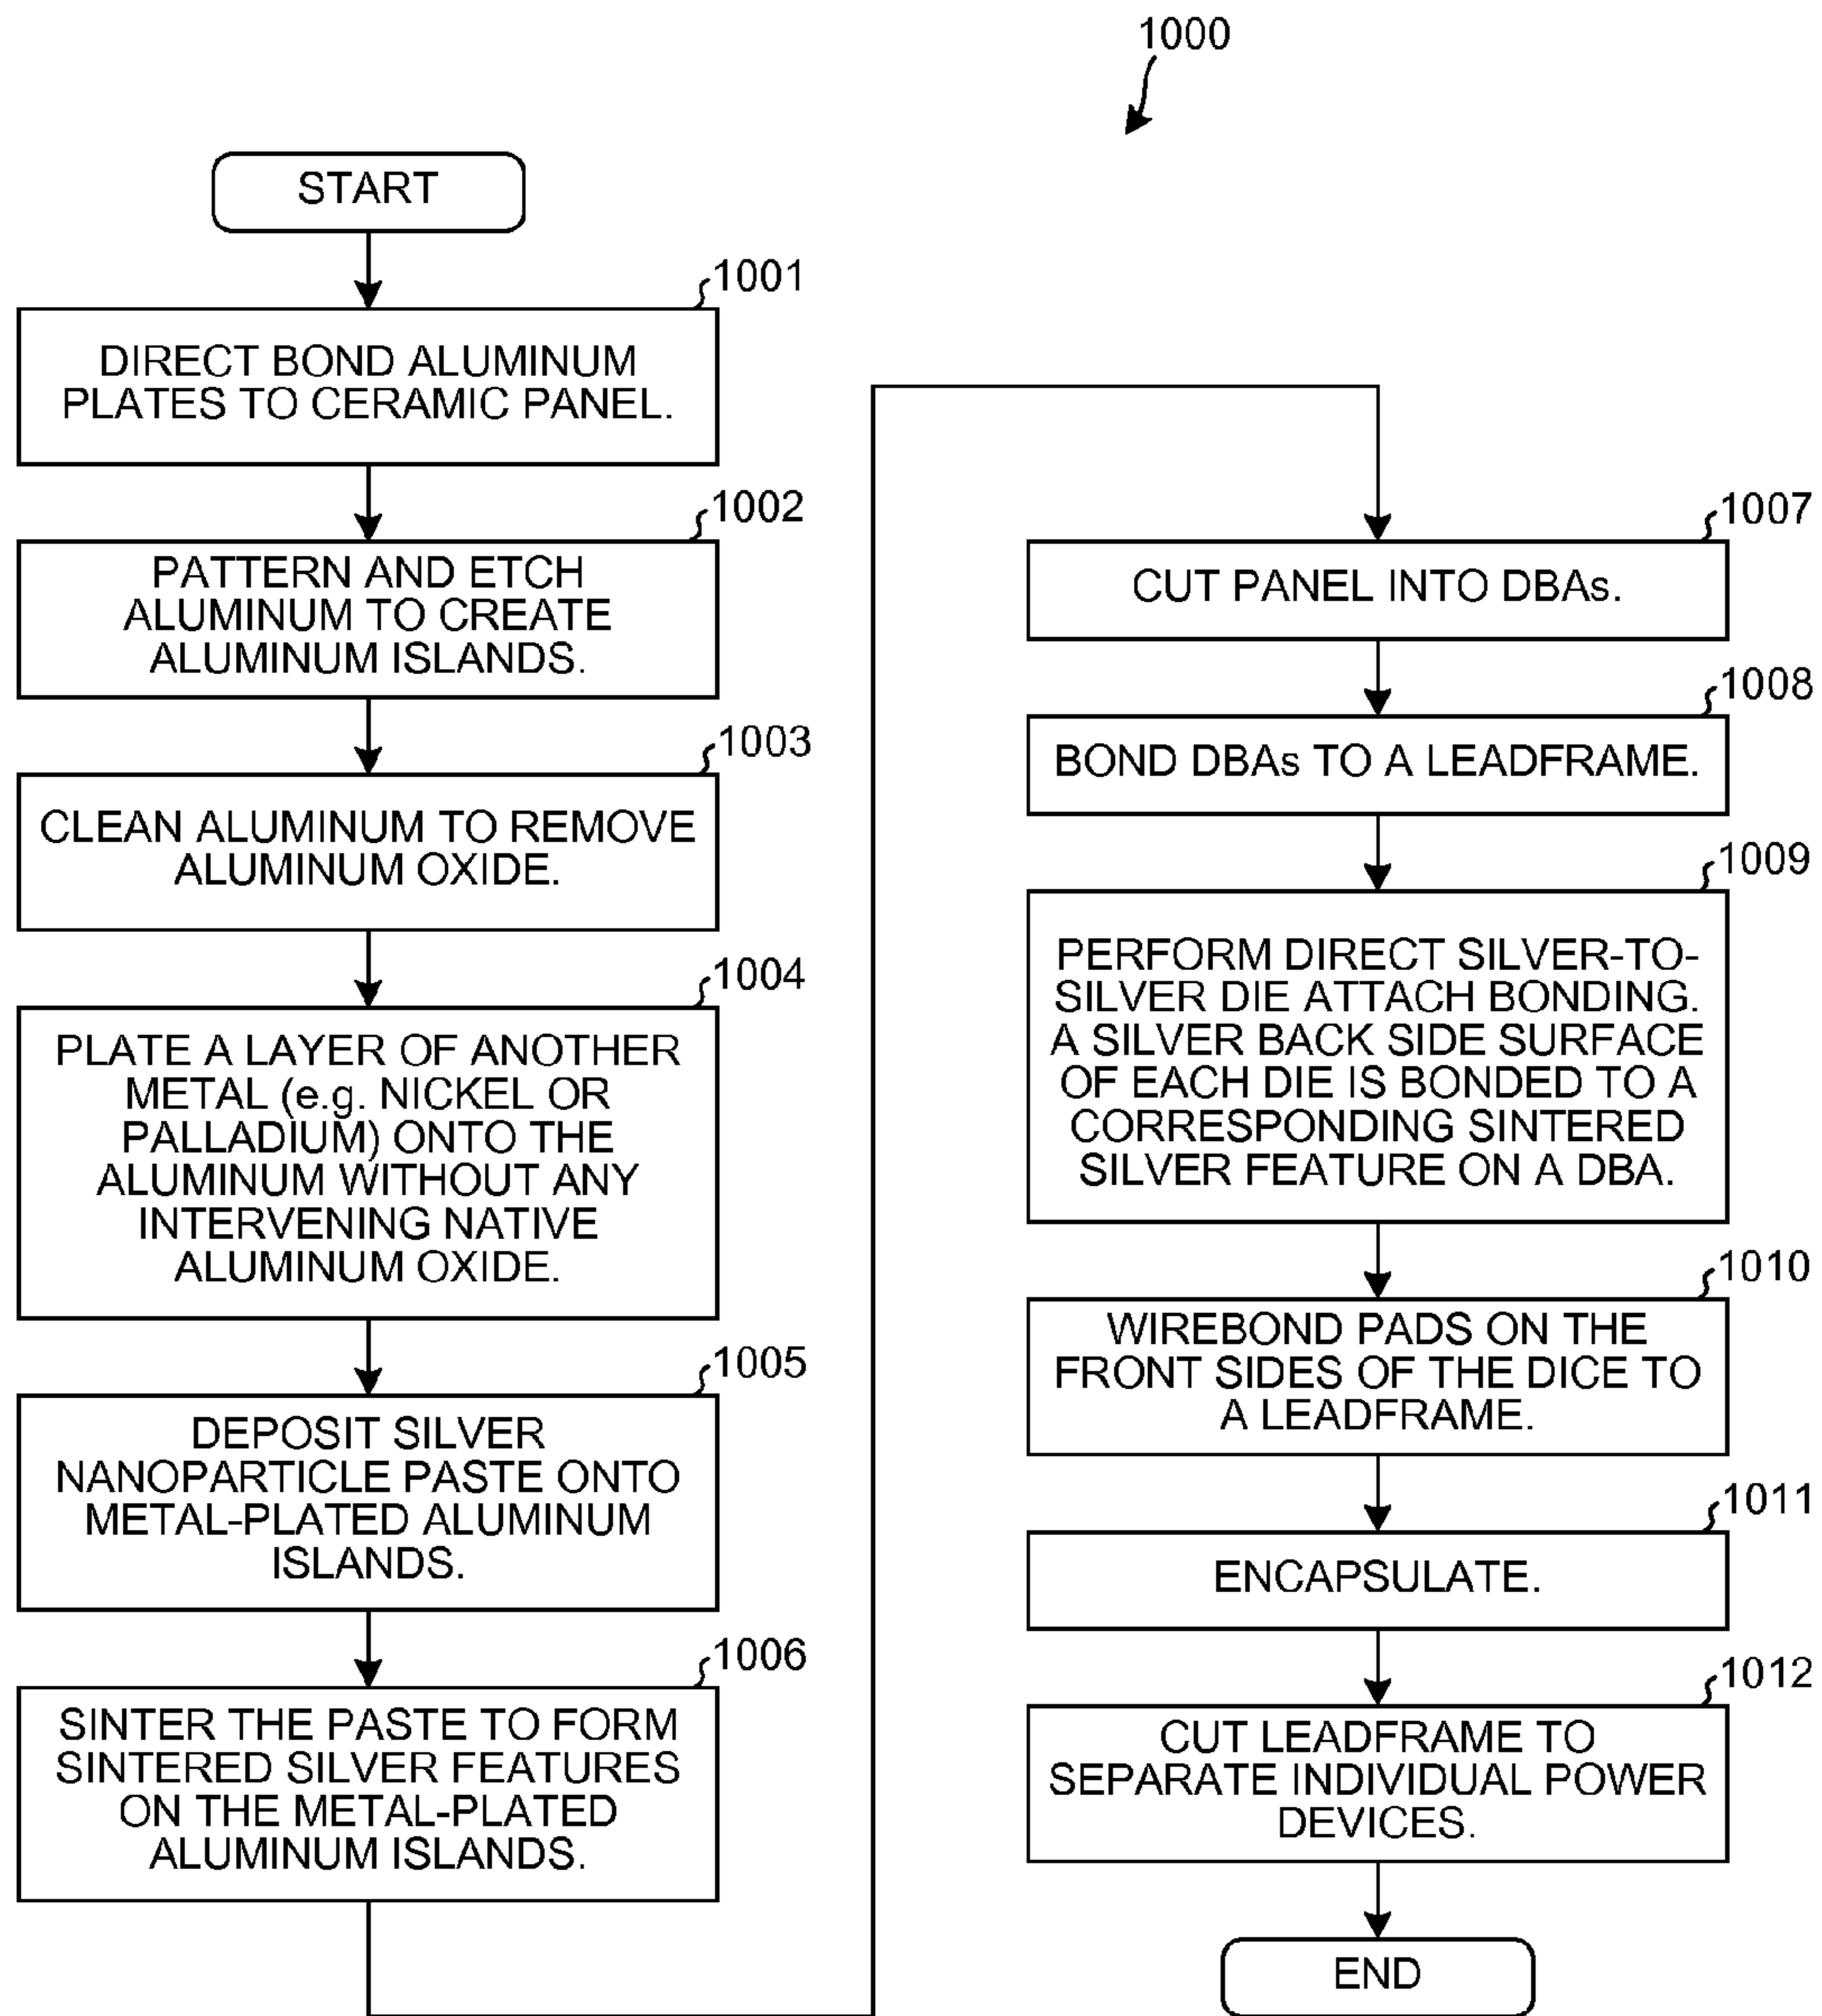 1000
START
1001
DIRECT BOND ALUMINUM
PLATES TO CERAMIC PANEL.
1002
PATTERN AND ETCH
ALUMINUM TO CREATE
ALUMINUM ISLANDS.
1003
CLEAN ALUMINUM TO REMOVE
ALUMINUM OXIDE.
1004
PLATE A LAYER OF ANOTHER
METAL (e.g. NICKEL OR
PALLADIUM) ONTO THE
ALUMINUM WITHOUT ANY
INTERVENING NATIVE
ALUMINUM OXIDE.
1005
DEPOSIT SILVER
NANOPARTICLE PASTE ONTO
METAL-PLATED ALUMINUM
ISLANDS.
1006
SINTER THE PASTE TO FORM
SINTERED SILVER FEATURES
ON THE METAL-PLATED
ALUMINUM ISLANDS.
1007
CUT PANEL INTO DBAs.
1008
BOND DBAs TO A LEADFRAME.
1009
PERFORM DIRECT SILVER-TO-
SILVER DIE ATTACH BONDING.
A SILVER BACK SIDE SURFACE
OF EACH DIE IS BONDED TO A
CORRESPONDING SINTERED
SILVER FEATURE ON A DBA.
1010
WIREBOND PADS ON THE
FRONT SIDES OF THE DICE TO
A LEADFRAME.
1011
ENCAPSULATE.
1012
CUT LEADFRAME TO
SEPARATE INDIVIDUAL POWER
DEVICES.
END